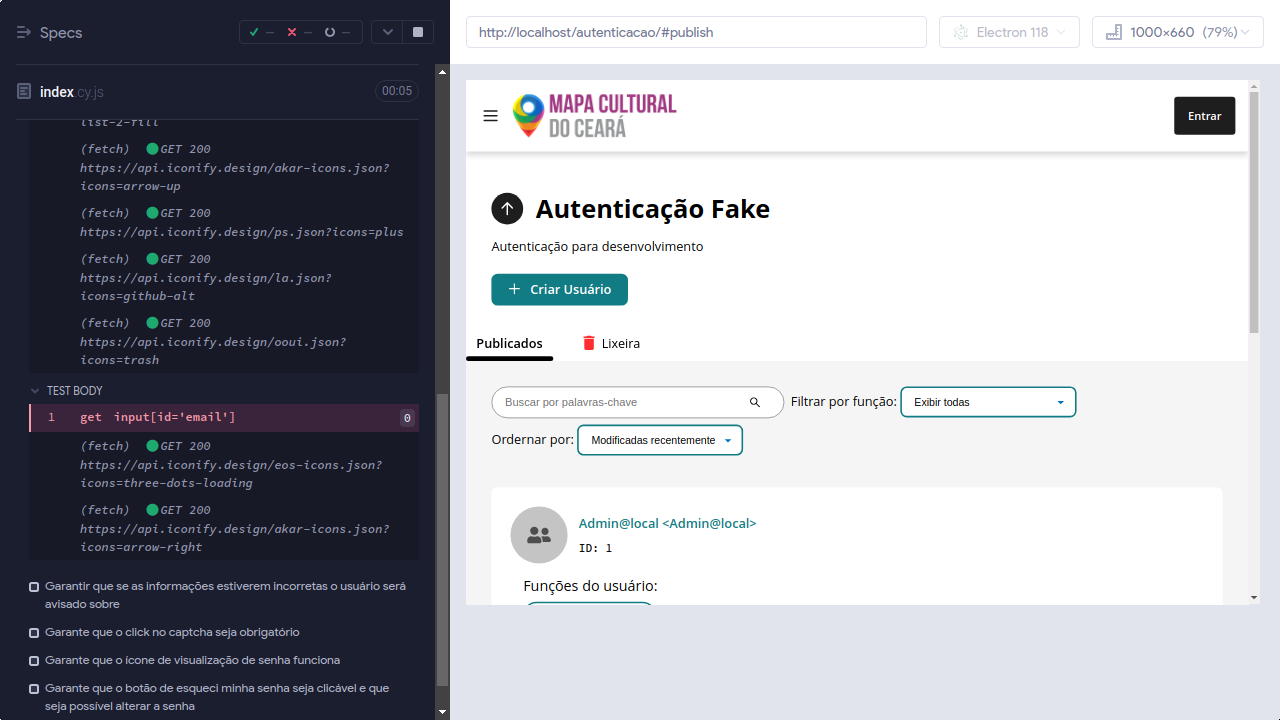 Specs
--
--
--
index.cy.js
00:05
list-2-fill
(fetch) GET 200
https://api.iconify.design/akar-icons.json?
icons=arrow-up
(fetch) GET 200
https://api.iconify.design/ps.json?icons=plus
(fetch) GET 200
https://api.iconify.design/la.json?
icons=github-alt
(fetch) GET 200
https://api.iconify.design/ooui.json?
icons=trash
TEST BODY
1 get input[id='email'] 0
(fetch) GET 200
https://api.iconify.design/eos-icons.json?
icons=three-dots-loading
(fetch) GET 200
https://api.iconify.design/akar-icons.json?
icons=arrow-right
Garantir que se as informações estiverem incorretas o usuário será
avisado sobre
Garante que o click no captcha seja obrigatório
Garante que o ícone de visualização de senha funciona
Garante que o botão de esqueci minha senha seja clicável e que
seja possível alterar a senha
http://localhost/autenticacao/#publish
Electron 118
1000×660 (79%)
MAPA CULTURAL
DO CEARÁ
Entrar
Autenticação Fake
Autenticação para desenvolvimento
Criar Usuário
Publicados
Lixeira
Buscar por palavras-chave
Filtrar por função:
Exibir todas
Ordernar por:
Modificadas recentemente
Admin@local <Admin@local>
ID: 1
Funções do usuário: